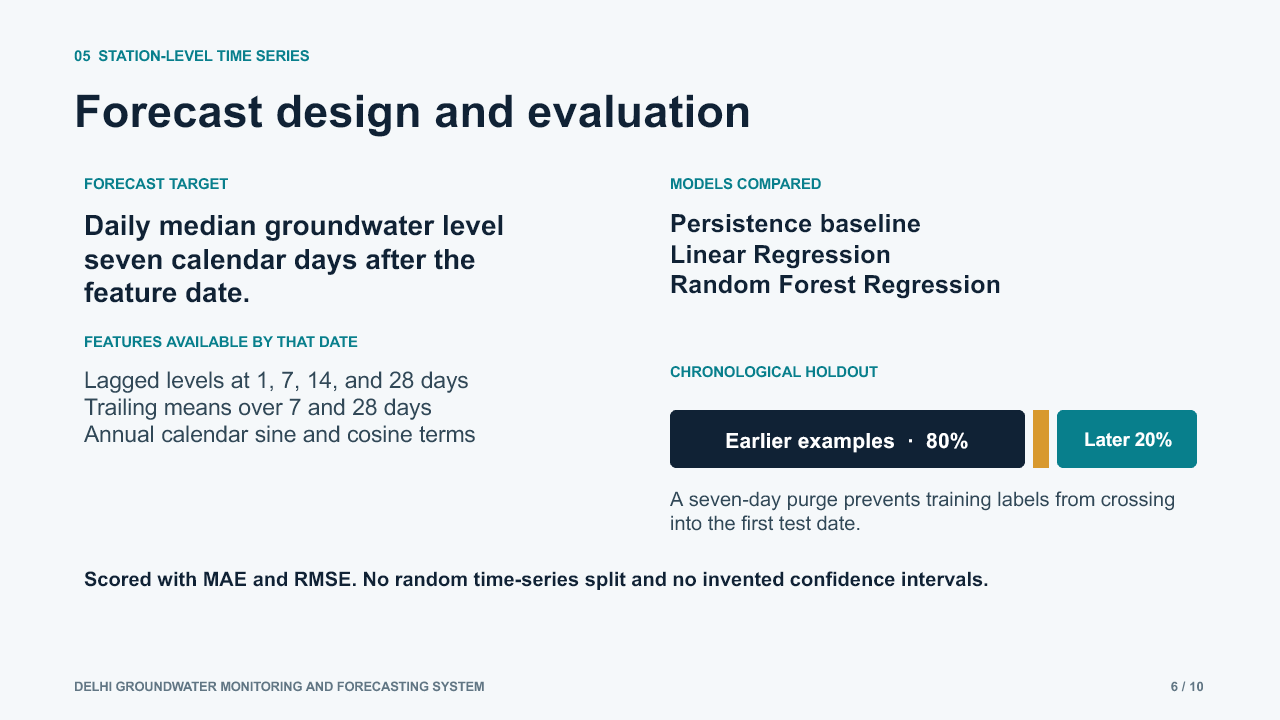 05 STATION-LEVEL TIME SERIES
Forecast design and evaluation
FORECAST TARGET
Daily median groundwater level
seven calendar days after the
feature date.
FEATURES AVAILABLE BY THAT DATE
Lagged levels at 1, 7, 14, and 28 days
Trailing means over 7 and 28 days
Annual calendar sine and cosine terms
MODELS COMPARED
Persistence baseline
Linear Regression
Random Forest Regression
CHRONOLOGICAL HOLDOUT
Earlier examples · 80%
Later 20%
A seven-day purge prevents training labels from crossing
into the first test date.
Scored with MAE and RMSE. No random time-series split and no invented confidence intervals.
DELHI GROUNDWATER MONITORING AND FORECASTING SYSTEM
6 / 10